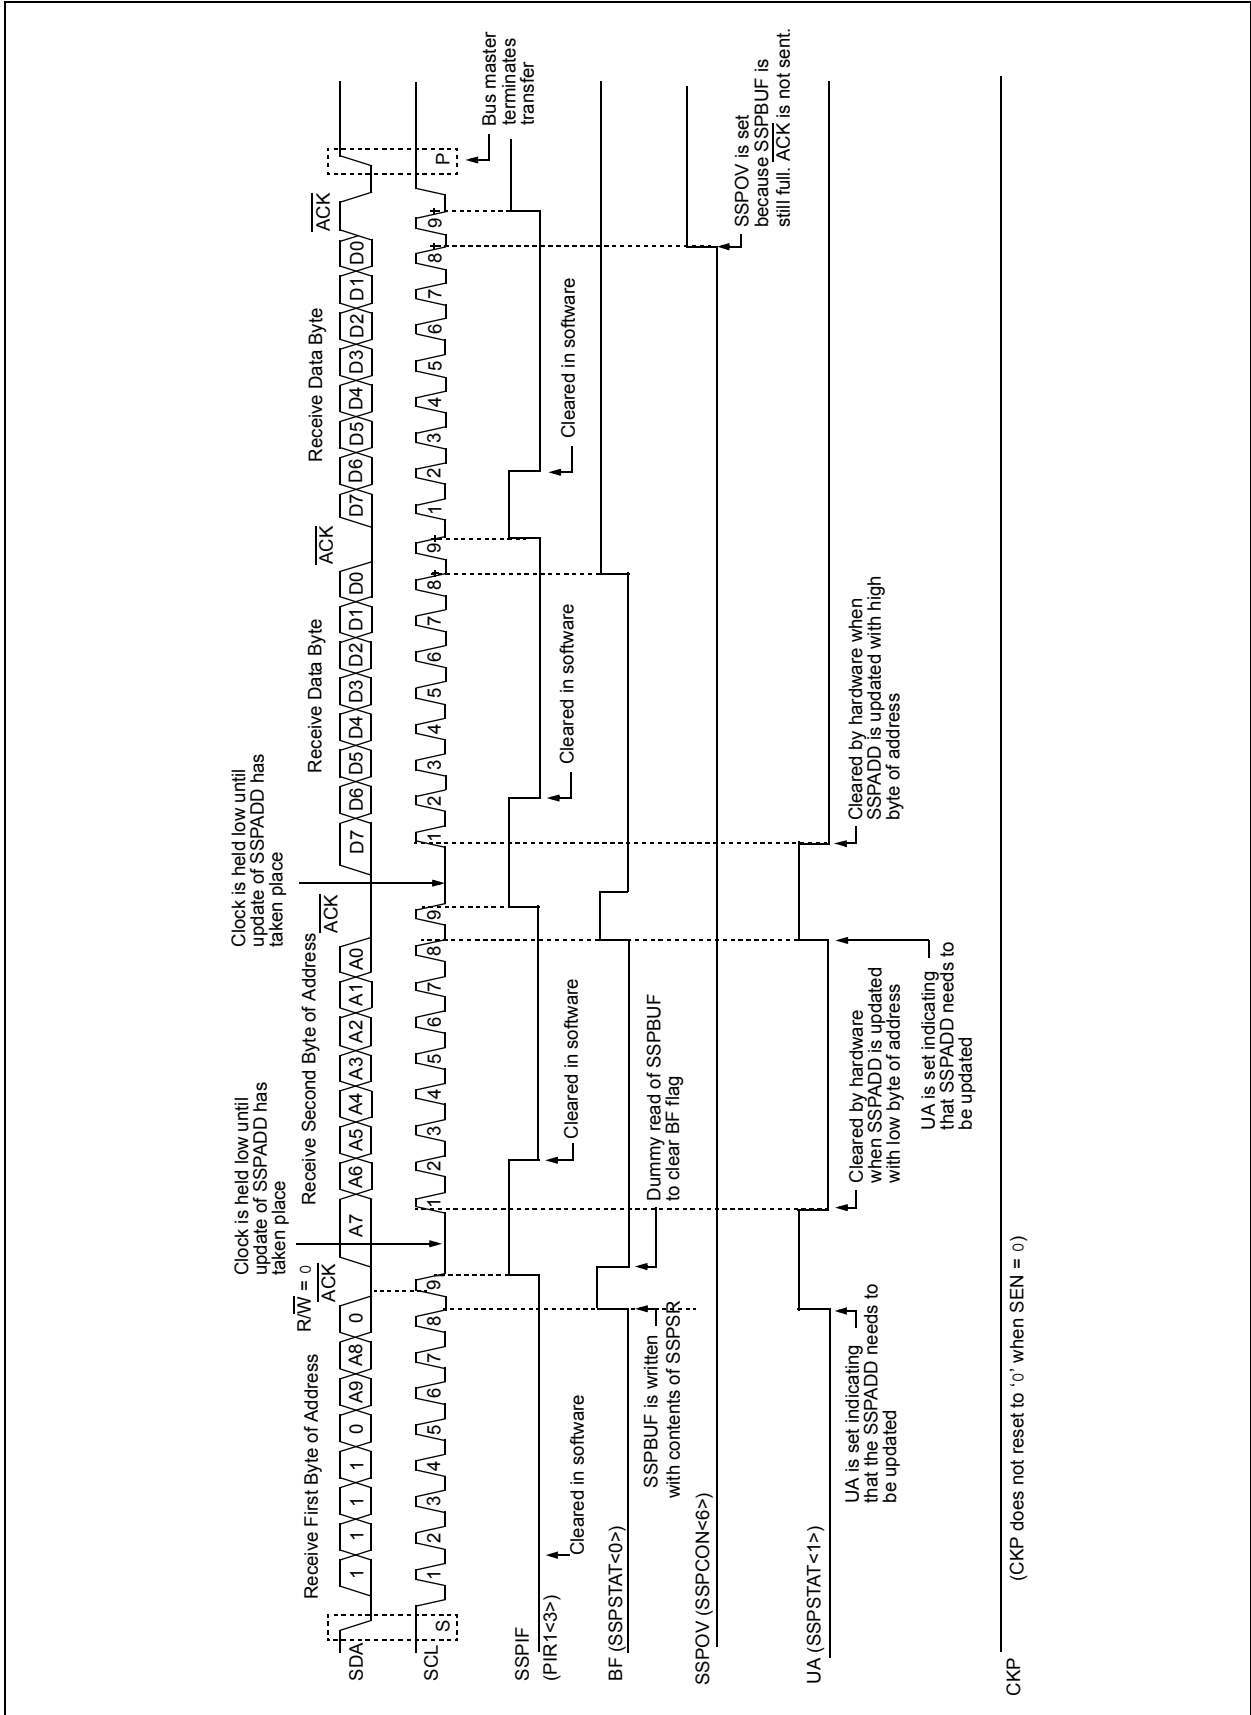 Receive First Byte of Address
R/W = 0
ACK
Clock is held low until
update of SSPADD has
taken place
Receive Second Byte of Address
ACK
Clock is held low until
update of SSPADD has
taken place
Receive Data Byte
ACK
Receive Data Byte
ACK
SDA
1 1 1 1 0 A9 A8 0
A7 A6 A5 A4 A3 A2 A1 A0
D7 D6 D5 D4 D3 D2 D1 D0
D7 D6 D5 D4 D3 D2 D1 D0
SCL
S
1 2 3 4 5 6 7 8 9
1 2 3 4 5 6 7 8 9
1 2 3 4 5 6 7 8 9
1 2 3 4 5 6 7 8 9
P
Bus master
terminates
transfer
SSPIF
(PIR1<3>)
Cleared in software
Cleared in software
Cleared in software
Cleared in software
BF (SSPSTAT<0>)
SSPBUF is written
with contents of SSPSR
Dummy read of SSPBUF
to clear BF flag
SSPOV (SSPCON<6>)
SSPOV is set
because SSPBUF is
still full. ACK is not sent.
UA (SSPSTAT<1>)
UA is set indicating
that the SSPADD needs to
be updated
Cleared by hardware
when SSPADD is updated
with low byte of address
UA is set indicating
that SSPADD needs to
be updated
Cleared by hardware when
SSPADD is updated with high
byte of address
CKP
(CKP does not reset to ‘0’ when SEN = 0)